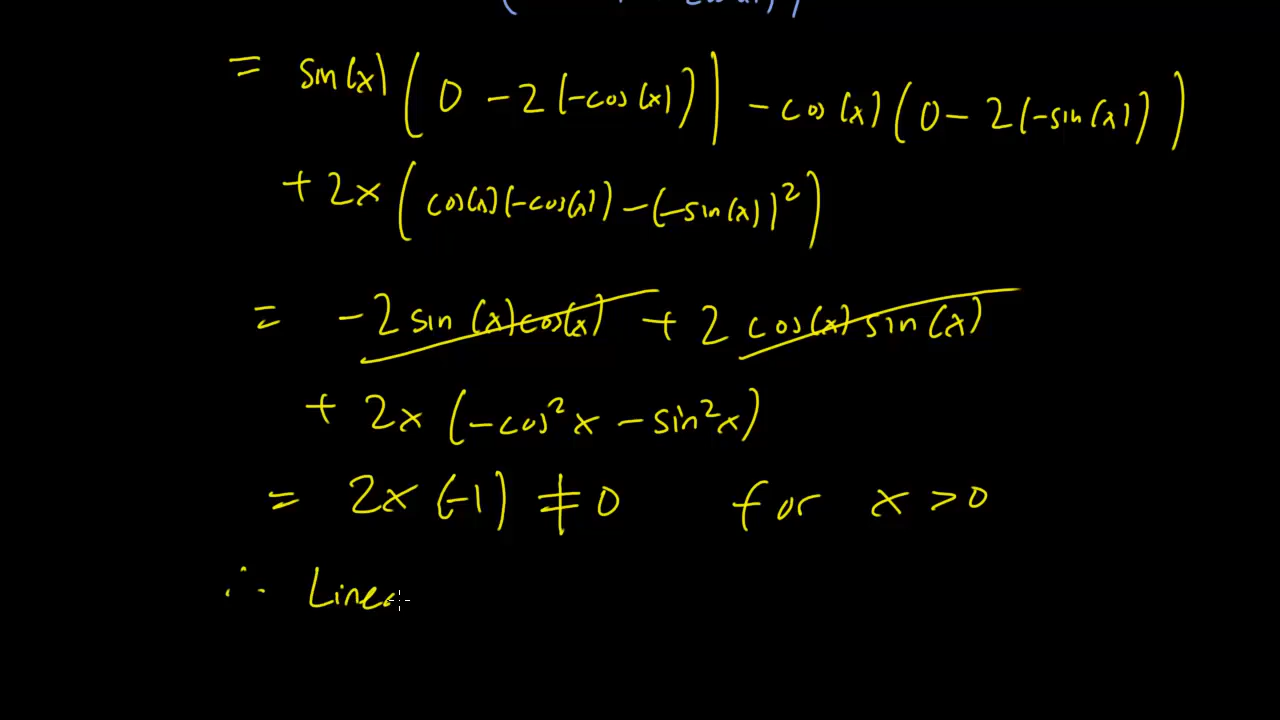 = sin(x) (0 - 2(-cos(x))) - cos(x) (0 - 2(-sin(x)))
+ 2x (cos(x)(-cos(x)) - (-sin(x))²)
= -2 sin(x)cos(x) + 2 cos(x) sin(x)
+ 2x (-cos²x - sin²x)
= 2x (-1) ≠ 0 for x > 0
∴ Linea